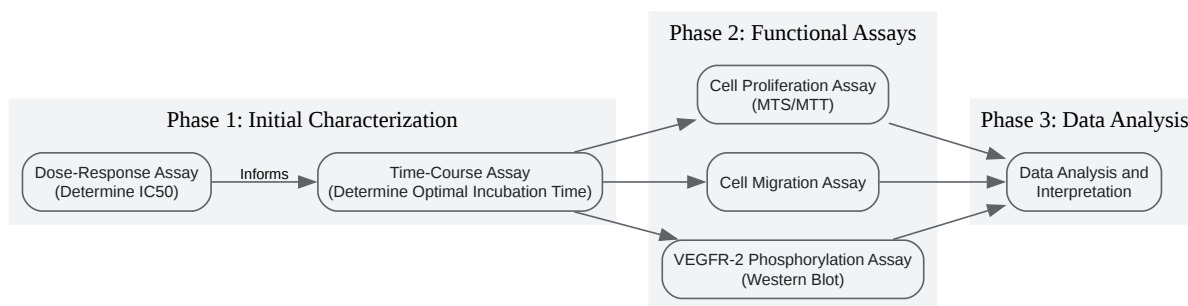 Phase 1: Initial Characterization
Dose-Response Assay
(Determine IC50)
Informs
Time-Course Assay
(Determine Optimal Incubation Time)
Phase 2: Functional Assays
Cell Proliferation Assay
(MTS/MTT)
Cell Migration Assay
VEGFR-2 Phosphorylation Assay
(Western Blot)
Phase 3: Data Analysis
Data Analysis and
Interpretation